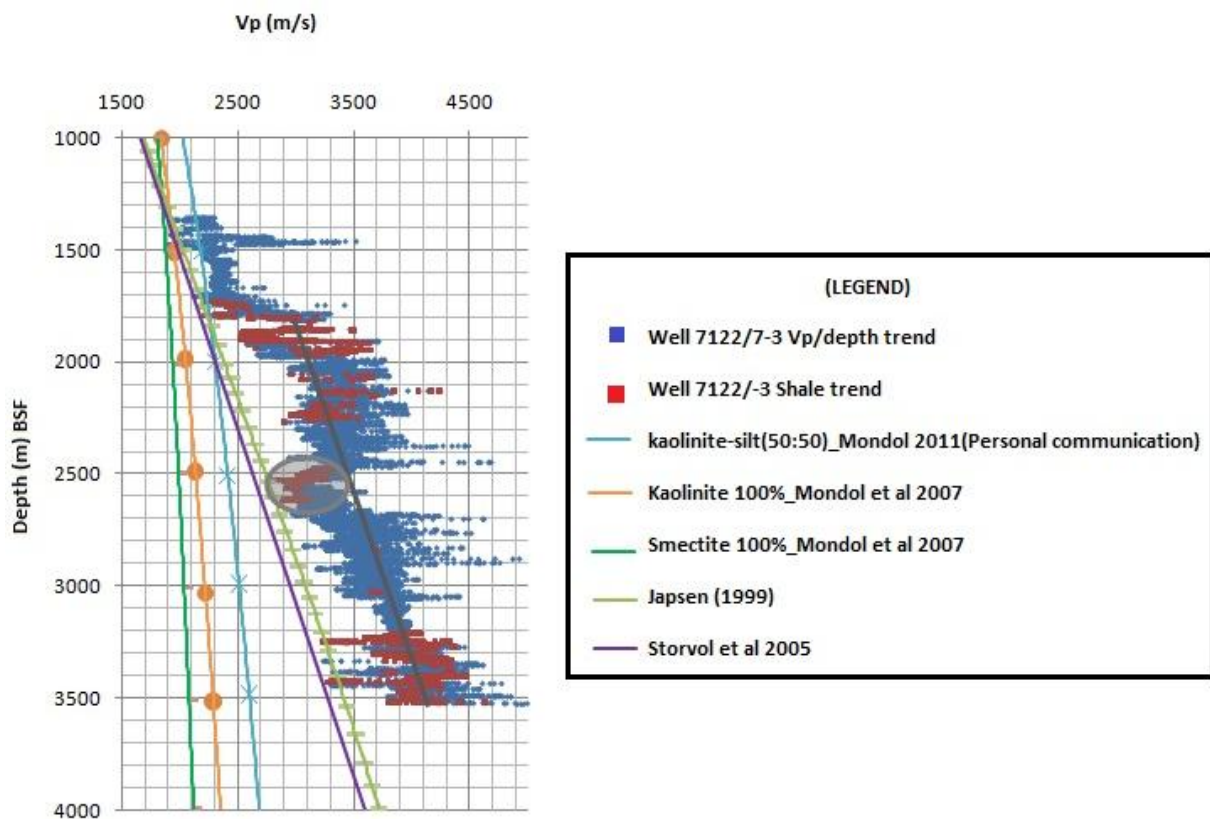 Vp (m/s)
1500 2500 3500 4500
1000
1500
2000
2500
3000
3500
4000
Depth (m) BSF
(LEGEND)
Well 7122/7-3 Vp/depth trend
Well 7122/-3 Shale trend
kaolinite-silt(50:50)_Mondol 2011(Personal communication)
Kaolinite 100%_Mondol et al 2007
Smectite 100%_Mondol et al 2007
Japsen (1999)
Storvol et al 2005